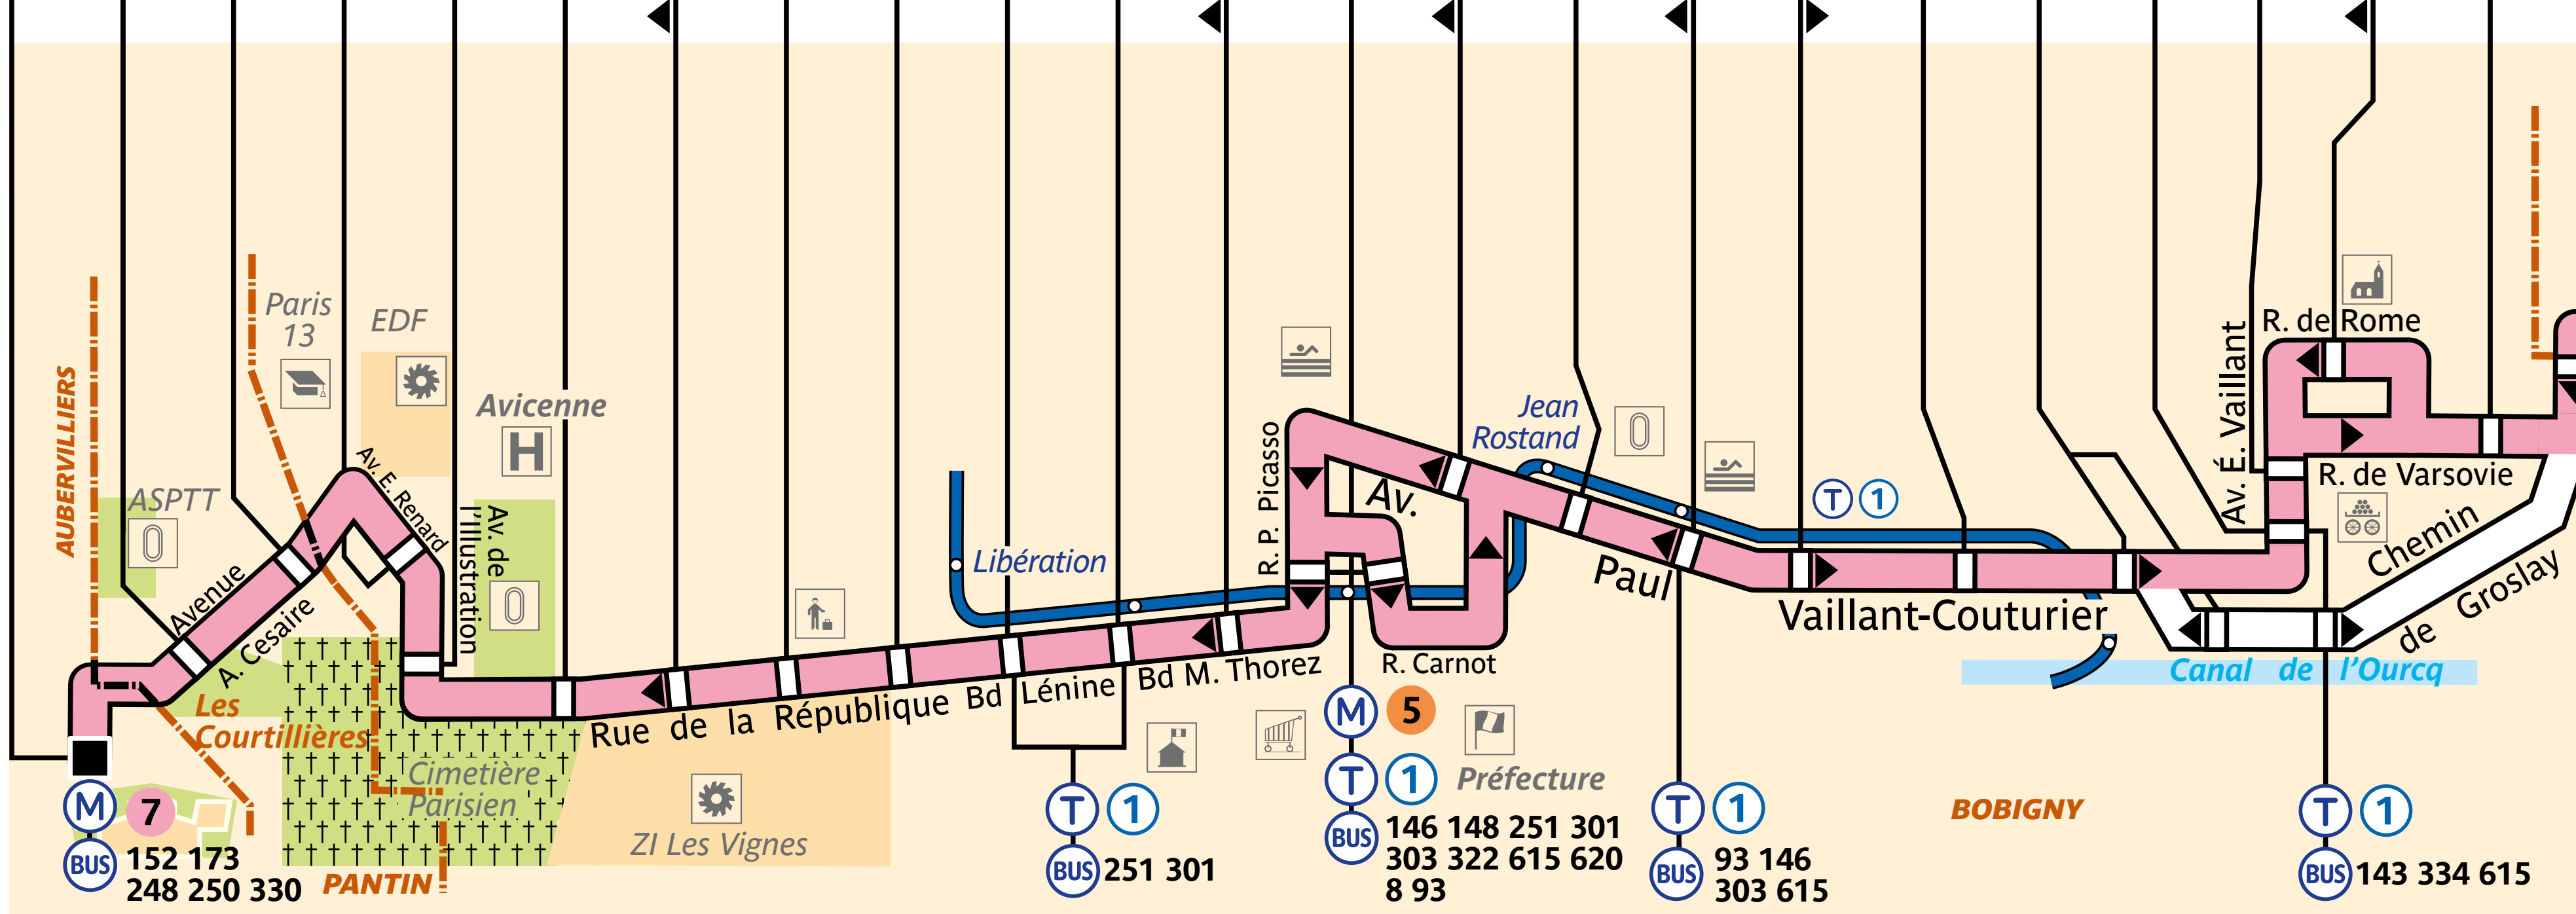 AUBERVILLIERS
ASPTT
Paris
13
EDF
Avicenne
H
Avenue
A. Cesaire
Av. E. Renard
Av. de
l'Illustration
Les
Courtillières
Cimetière
Parisien
PANTIN
M 7
BUS 152 173
248 250 330
Rue de la République
ZI Les Vignes
Bd Lénine
Bd M. Thorez
Libération
T 1
BUS 251 301
R. P. Picasso
Av.
R. Carnot
M 5
T 1
Préfecture
BUS 146 148 251 301
303 322 615 620
8 93
Jean
Rostand
Paul
Vaillant-Couturier
T 1
T 1
BUS 93 146
303 615
BOBIGNY
Av. É. Vaillant
R. de Rome
R. de Varsovie
Chemin
de Groslay
Canal de l'Ourcq
T 1
BUS 143 334 615